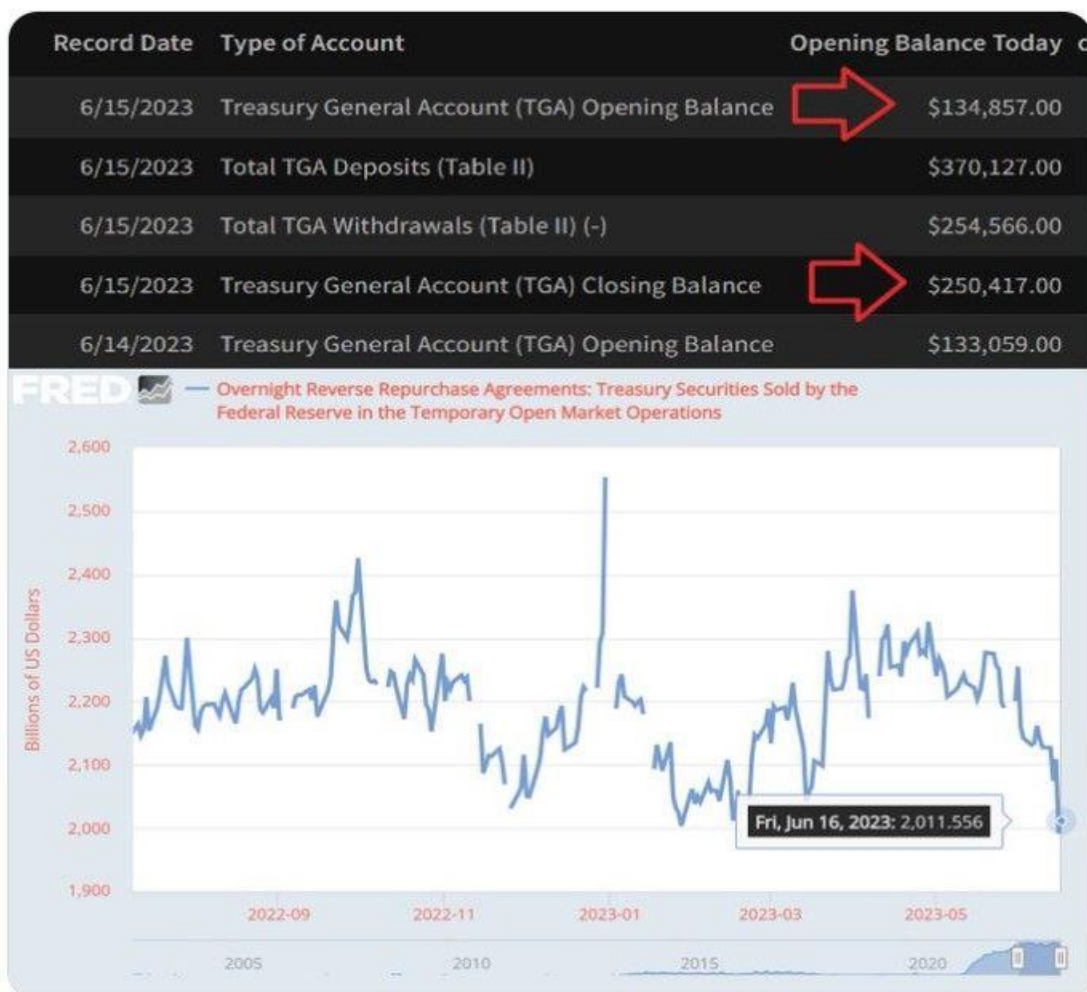 Record Date Type of Account Opening Balance Today
6/15/2023 Treasury General Account (TGA) Opening Balance $134,857.00
6/15/2023 Total TGA Deposits (Table II) $370,127.00
6/15/2023 Total TGA Withdrawals (Table II) (-) $254,566.00
6/15/2023 Treasury General Account (TGA) Closing Balance $250,417.00
6/14/2023 Treasury General Account (TGA) Opening Balance $133,059.00
FRED Overnight Reverse Repurchase Agreements: Treasury Securities Sold by the
Federal Reserve in the Temporary Open Market Operations
Billions of US Dollars
2,600
2,500
2,400
2,300
2,200
2,100
2,000
1,900
Fri, Jun 16, 2023: 2,011.556
2022-09 2022-11 2023-01 2023-03 2023-05
2005 2010 2015 2020